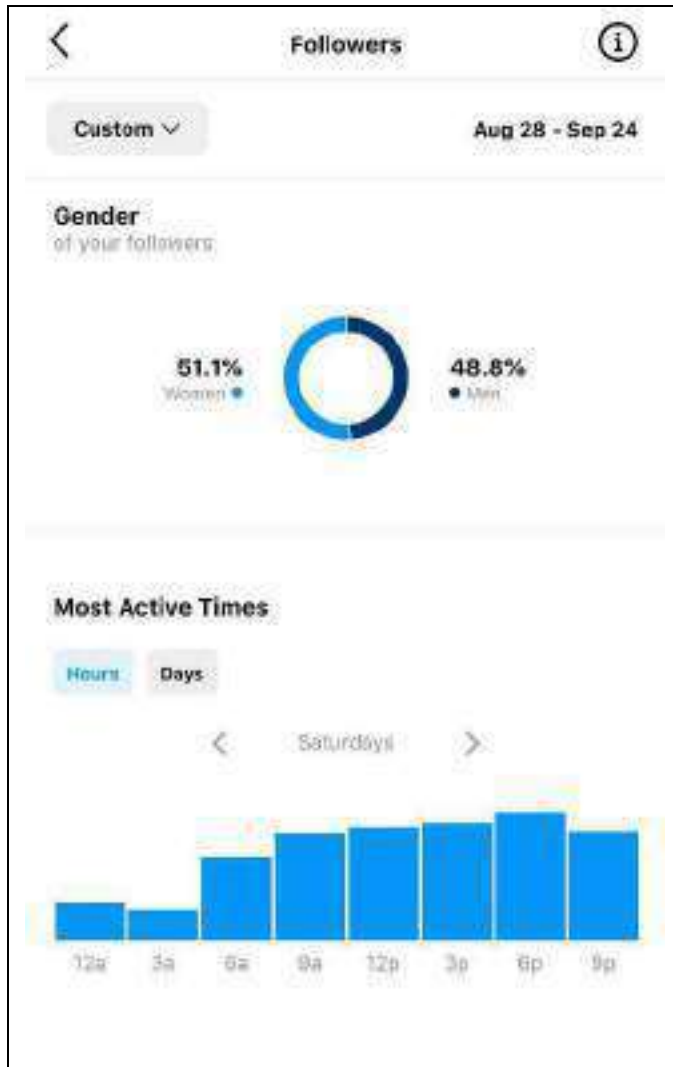 Followers
Custom
Aug 28 - Sep 24
Gender
of your followers
51.1%
Women
48.8%
Men
Most Active Times
Hours Days
Saturdays
12a 3a 6a 9a 12p 3p 6p 9p